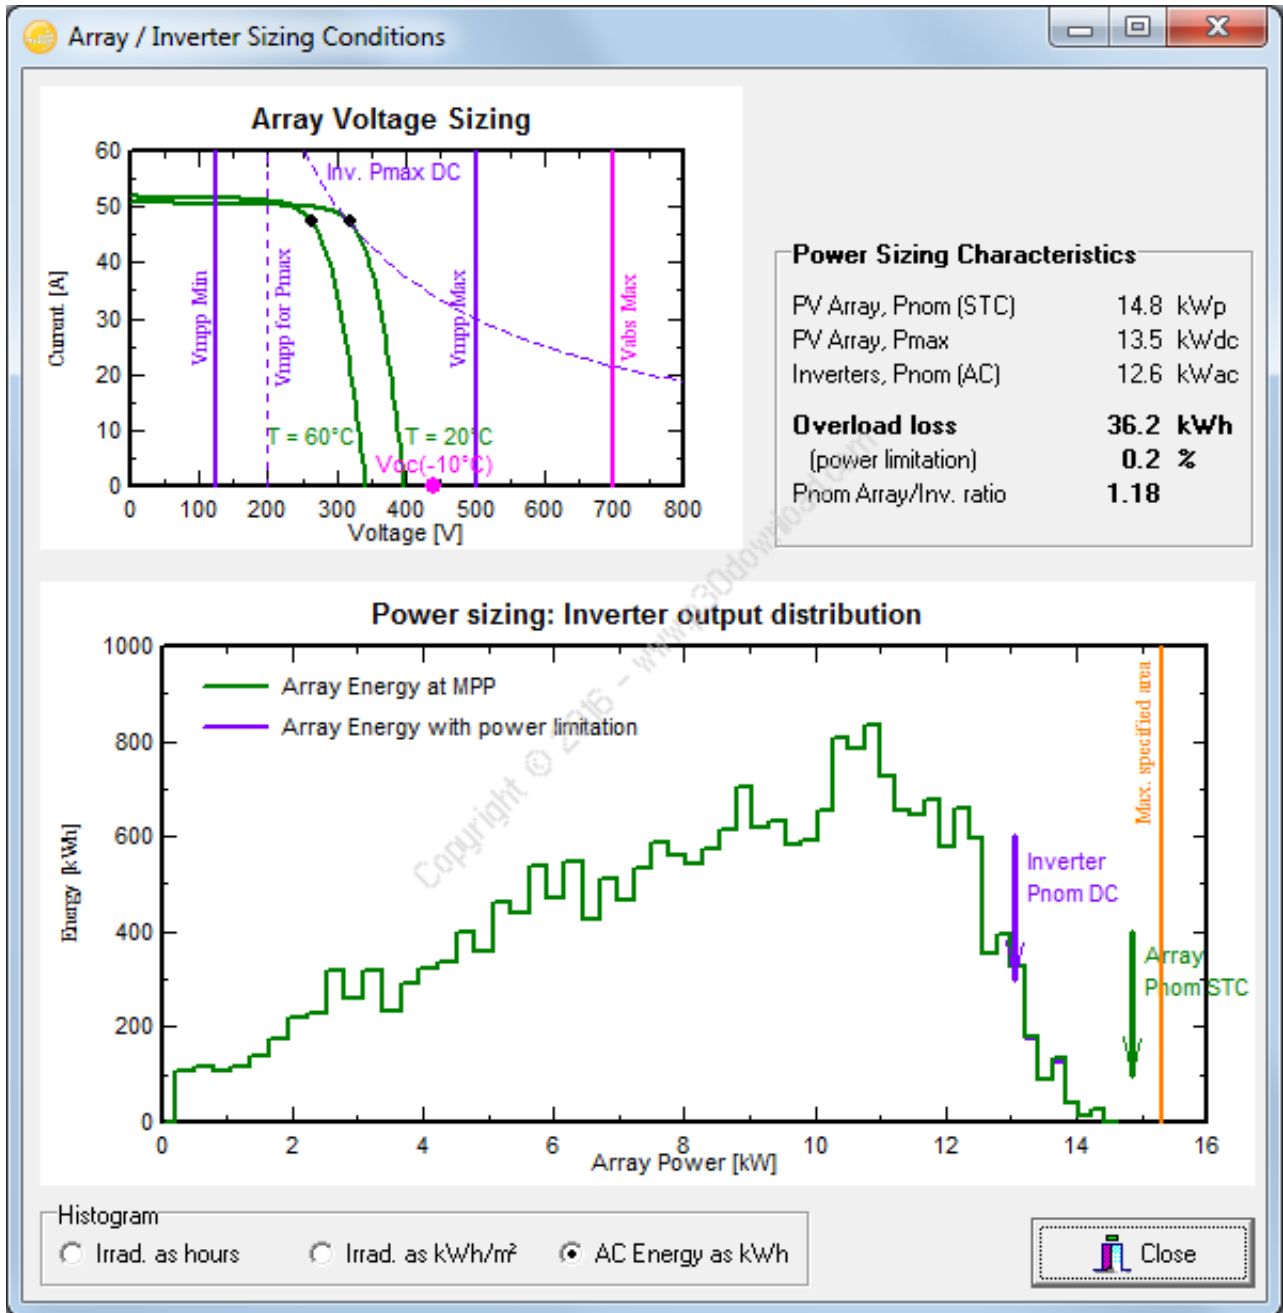 Array / Inverter Sizing Conditions
Array Voltage Sizing
60
50
40
30
20
10
0
Current [A]
Inv. Pmax DC
Vmpp Min
Vmpp for Pmax
Vmpp Max
Vabs Max
T = 60°C
T = 20°C
Voc(-10°C)
0 100 200 300 400 500 600 700 800
Voltage [V]
Power Sizing Characteristics
PV Array, Pnom (STC) 14.8 kWp
PV Array, Pmax 13.5 kWdc
Inverters, Pnom (AC) 12.6 kWac
Overload loss 36.2 kWh
(power limitation) 0.2 %
Pnom Array/Inv. ratio 1.18
Power sizing: Inverter output distribution
1000
800
600
400
200
0
Energy [kWh]
Array Energy at MPP
Array Energy with power limitation
Max. specified area
Inverter
Pnom DC
Array
Pnom STC
0 2 4 6 8 10 12 14 16
Array Power [kW]
Copyright © 2016 - www.p30download.com
Histogram
Irrad. as hours
Irrad. as kWh/m²
AC Energy as kWh
Close